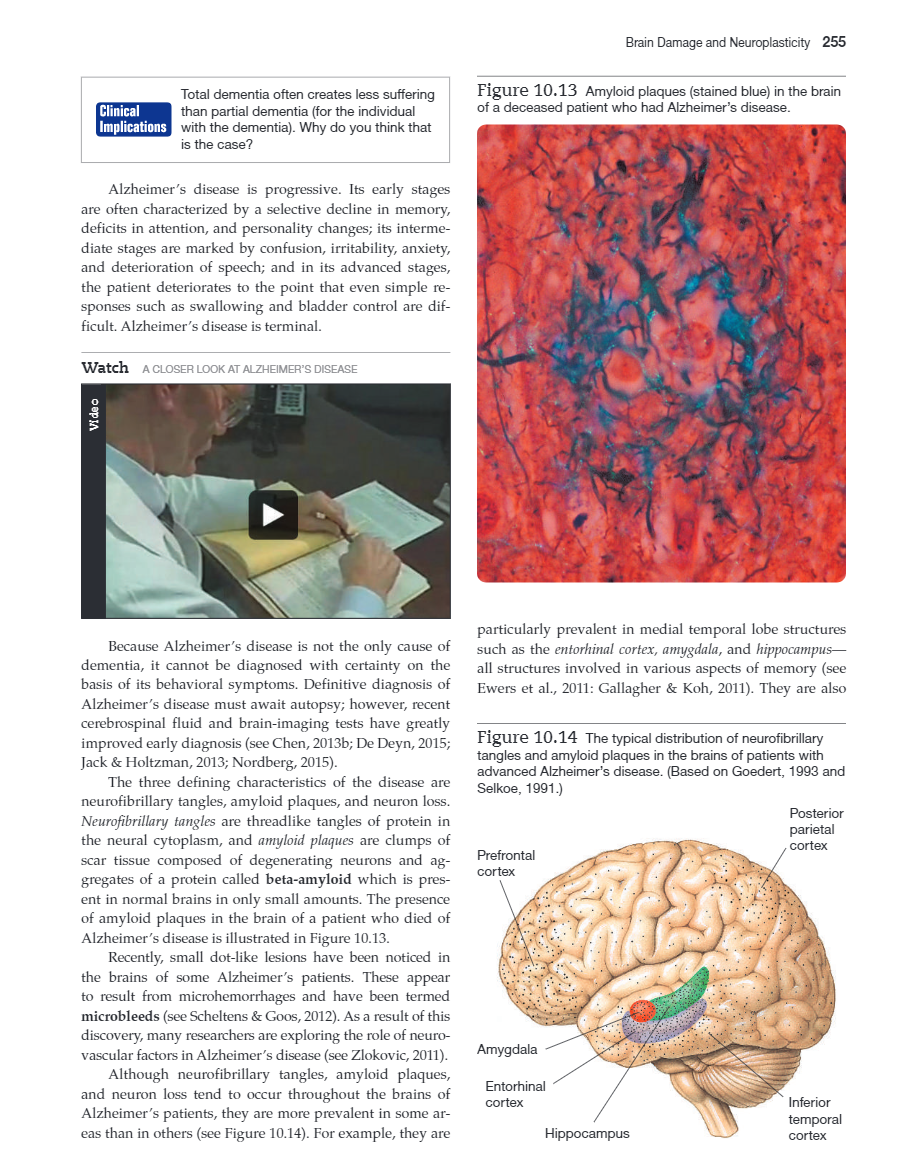 Brain Damage and Neuroplasticity 255
Clinical
Implications
Total dementia often creates less suffering
than partial dementia (for the individual
with the dementia). Why do you think that
is the case?
Alzheimer’s disease is progressive. Its early stages
are often characterized by a selective decline in memory,
deficits in attention, and personality changes; its interme-
diate stages are marked by confusion, irritability, anxiety,
and deterioration of speech; and in its advanced stages,
the patient deteriorates to the point that even simple re-
sponses such as swallowing and bladder control are dif-
ficult. Alzheimer’s disease is terminal.
Watch A CLOSER LOOK AT ALZHEIMER’S DISEASE
Video
Because Alzheimer’s disease is not the only cause of
dementia, it cannot be diagnosed with certainty on the
basis of its behavioral symptoms. Definitive diagnosis of
Alzheimer’s disease must await autopsy; however, recent
cerebrospinal fluid and brain-imaging tests have greatly
improved early diagnosis (see Chen, 2013b; De Deyn, 2015;
Jack & Holtzman, 2013; Nordberg, 2015).
The three defining characteristics of the disease are
neurofibrillary tangles, amyloid plaques, and neuron loss.
Neurofibrillary tangles are threadlike tangles of protein in
the neural cytoplasm, and amyloid plaques are clumps of
scar tissue composed of degenerating neurons and ag-
gregates of a protein called beta-amyloid which is pres-
ent in normal brains in only small amounts. The presence
of amyloid plaques in the brain of a patient who died of
Alzheimer’s disease is illustrated in Figure 10.13.
Recently, small dot-like lesions have been noticed in
the brains of some Alzheimer’s patients. These appear
to result from microhemorrhages and have been termed
microbleeds (see Scheltens & Goos, 2012). As a result of this
discovery, many researchers are exploring the role of neuro-
vascular factors in Alzheimer’s disease (see Zlokovic, 2011).
Although neurofibrillary tangles, amyloid plaques,
and neuron loss tend to occur throughout the brains of
Alzheimer’s patients, they are more prevalent in some ar-
eas than in others (see Figure 10.14). For example, they are
Figure 10.13 Amyloid plaques (stained blue) in the brain
of a deceased patient who had Alzheimer’s disease.
particularly prevalent in medial temporal lobe structures
such as the entorhinal cortex, amygdala, and hippocampus—
all structures involved in various aspects of memory (see
Ewers et al., 2011: Gallagher & Koh, 2011). They are also
Figure 10.14 The typical distribution of neurofibrillary
tangles and amyloid plaques in the brains of patients with
advanced Alzheimer’s disease. (Based on Goedert, 1993 and
Selkoe, 1991.)
Posterior
parietal
cortex
Prefrontal
cortex
Amygdala
Entorhinal
cortex
Hippocampus
Inferior
temporal
cortex